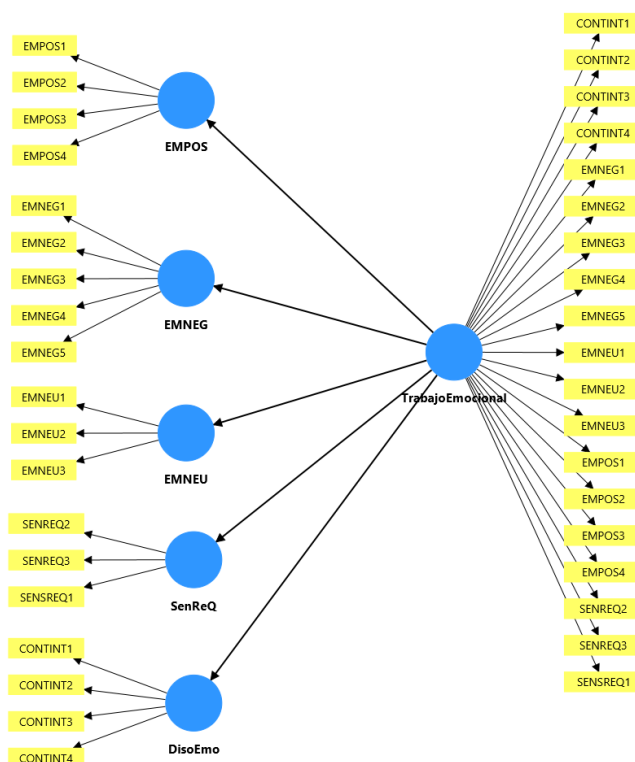 EMPOS1
EMPOS2
EMPOS3
EMPOS4
EMPOS
EMNEG1
EMNEG2
EMNEG3
EMNEG4
EMNEG5
EMNEG
EMNEU1
EMNEU2
EMNEU3
EMNEU
SENREQ2
SENREQ3
SENSREQ1
SenReQ
CONTINT1
CONTINT2
CONTINT3
CONTINT4
DisoEmo
TrabajoEmocional
CONTINT1
CONTINT2
CONTINT3
CONTINT4
EMNEG1
EMNEG2
EMNEG3
EMNEG4
EMNEG5
EMNEU1
EMNEU2
EMNEU3
EMPOS1
EMPOS2
EMPOS3
EMPOS4
SENREQ2
SENREQ3
SENSREQ1